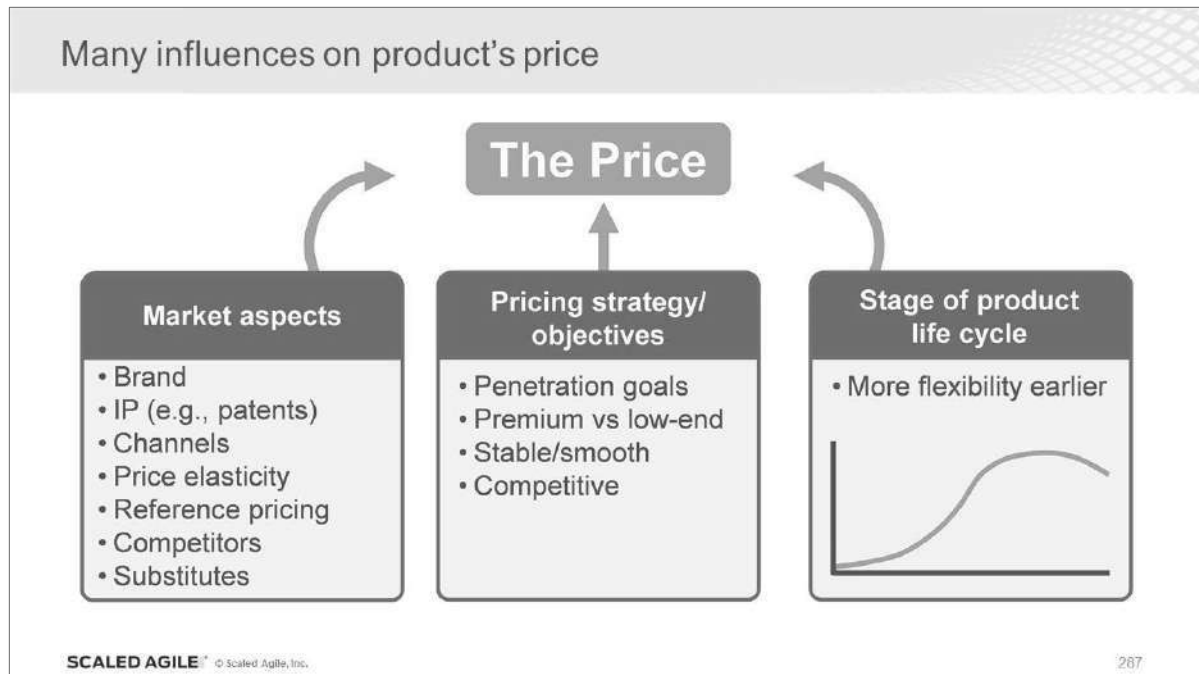 Many influences on product's price
The Price
Market aspects
• Brand
• IP (e.g., patents)
• Channels
• Price elasticity
• Reference pricing
• Competitors
• Substitutes
Pricing strategy/
objectives
• Penetration goals
• Premium vs low-end
• Stable/smooth
• Competitive
Stage of product
life cycle
• More flexibility earlier
SCALED AGILE © Scaled Agile, Inc.
287